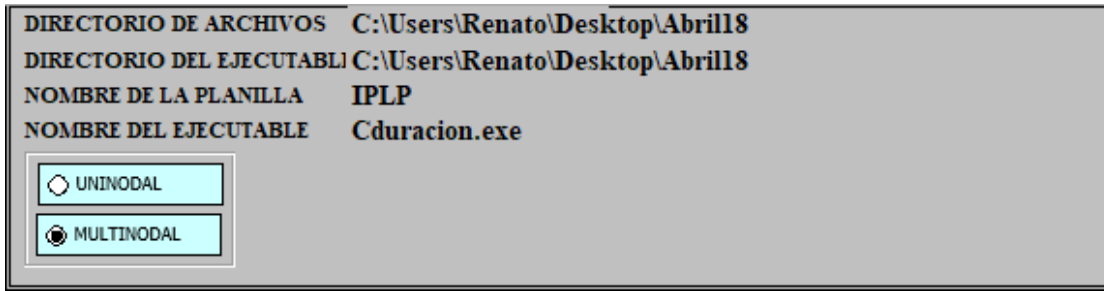 DIRECTORIO DE ARCHIVOS C:\Users\Renato\Desktop\Abril18
DIRECTORIO DEL EJECUTABL C:\Users\Renato\Desktop\Abril18
NOMBRE DE LA PLANILLA IPLP
NOMBRE DEL EJECUTABLE Cduracion.exe
UNINODAL
MULTINODAL